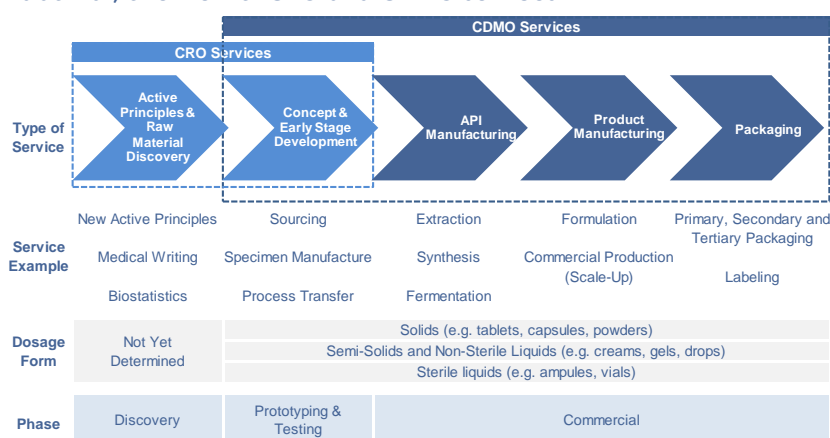 CDMO Services
CRO Services
Type of
Service
Active
Principles &
Raw
Material
Discovery
Concept &
Early Stage
Development
API
Manufacturing
Product
Manufacturing
Packaging
Service
Example
New Active Principles
Medical Writing
Biostatistics
Sourcing
Specimen Manufacture
Process Transfer
Extraction
Synthesis
Fermentation
Formulation
Commercial Production
(Scale-Up)
Primary, Secondary and
Tertiary Packaging
Labeling
Dosage
Form
Not Yet
Determined
Solids (e.g. tablets, capsules, powders)
Semi-Solids and Non-Sterile Liquids (e.g. creams, gels, drops)
Sterile liquids (e.g. ampules, vials)
Phase
Discovery
Prototyping &
Testing
Commercial